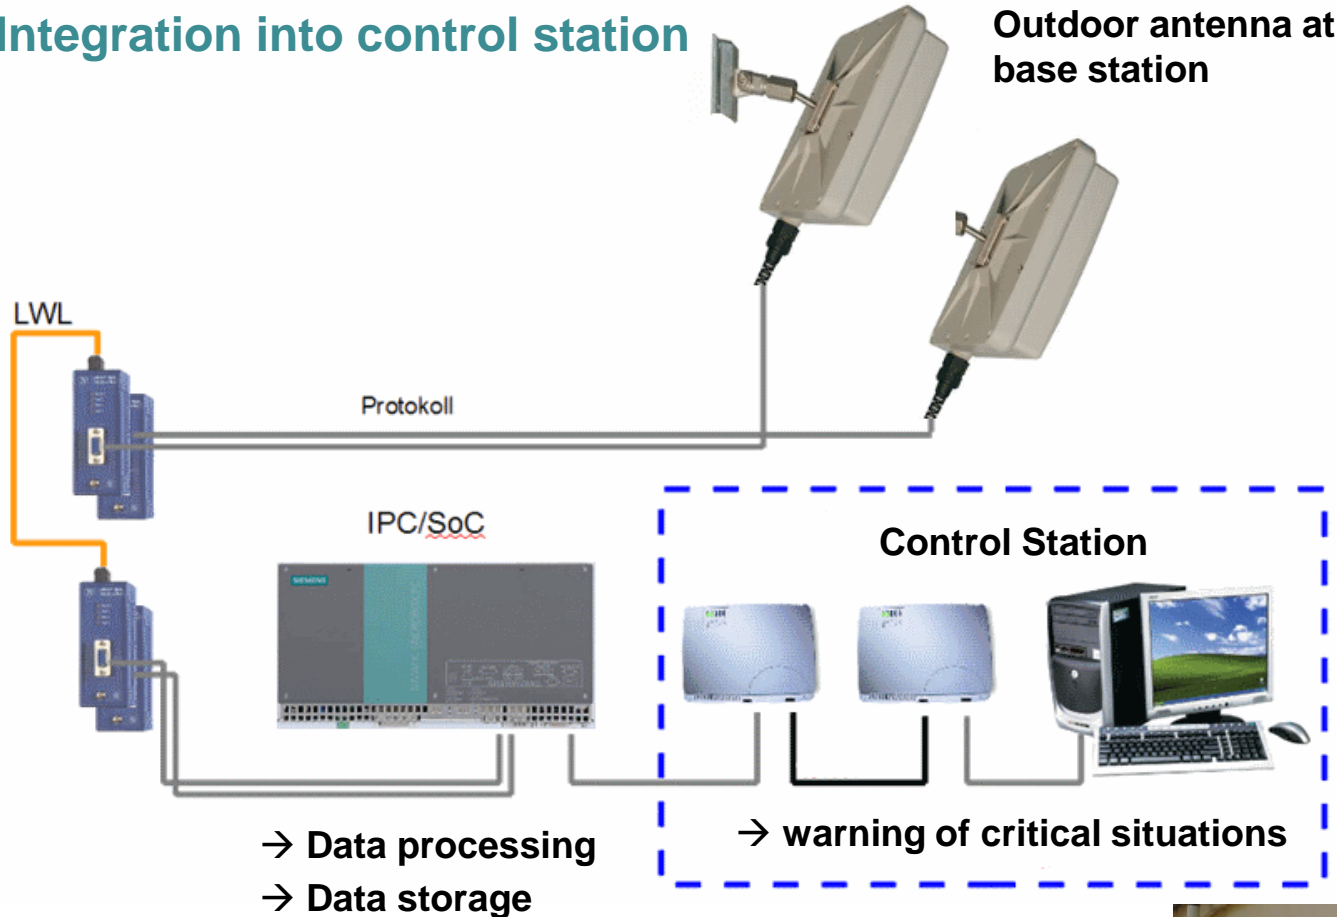 Integration into control station
Outdoor antenna at
base station
LWL
Protokoll
IPC/SoC
SIEMENS
Control Station
→ Data processing
→ Data storage
→ warning of critical situations